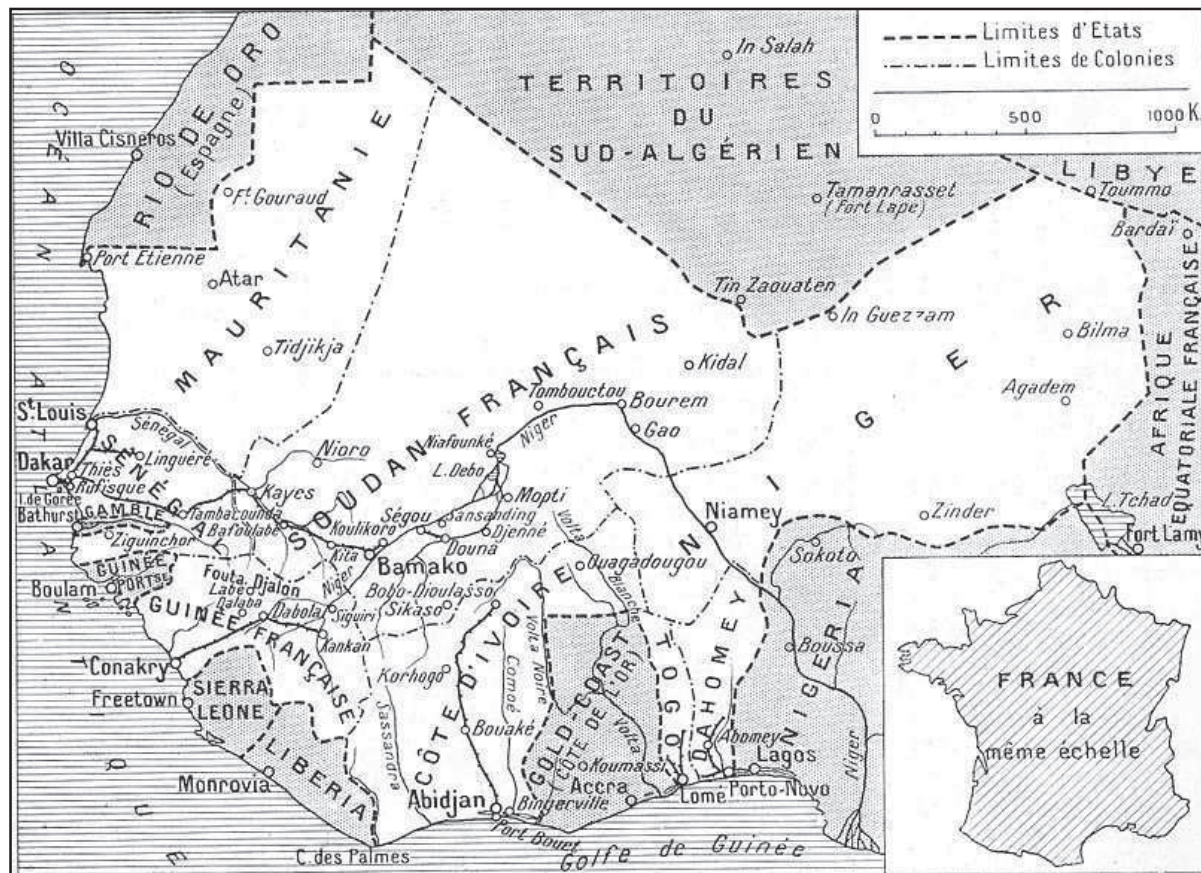 Limites d'Etats
Limites de Colonies
0 500 1000 K.
OCÉAN ATLANTIQUE
In Salah
TERRITOIRES
DU
SUD-ALGÉRIEN
RIO DE ORO
(Espagne)
Villa Cisneros
Ft. Gouraud
MAURITANIE
Tamanrasset
(Fort Lape)
LIBYE
Toummo
Bardaï
Port Etienne
Atar
Tidjikja
Tin Zaouaten
In Guezzam
Bilma
Agadem
AFRIQUE
EQUATORIALE FRANÇAISE
SOUDAN FRANÇAIS
Kidal
Tombouctou
Bourem
Gao
Niger
NIGER
St. Louis
Sénégal
SÉNÉGAL
Linguère
Nioro
Niafounké
L. Debo
Dakar
Thiès
Rufisque
I. de Gorée
Kayes
Mopti
Bathurst
GAMBIE
Tambacounda
Bafoulabé
Koulikoro
Ségou
Sansanding
Djenné
Douna
Ziguinchor
Kita
Bamako
Niamey
Zinder
L. Tchad
Fort Lamy
Sokoto
Volta
Blanche
Ouagadougou
GUINÉE
PORTSE
Boulam
Fouta-Djalon
Labé
Dalaba
Dabola
Niger
Siguiri
Kankan
Bobo-Dioulasso
Sikaso
GUINÉE FRANÇAISE
Conakry
Freetown
SIERRA
LEONE
LIBERIA
Monrovia
Korhogo
CÔTE D'IVOIRE
Bouaké
Comoé
Volta Noire
Sassandra
GOLD-COAST
(CÔTE DE L'OR)
Volta
Koumassi
Accra
TOGO
DAHOMEY
Abomey
NIGERIA
Boussa
Niger
Lagos
Porto-Novo
Lomé
Abidjan
Bingerville
Port Bouet
C. des Palmes
Golfe de Guinée
FRANCE
à la
même échelle